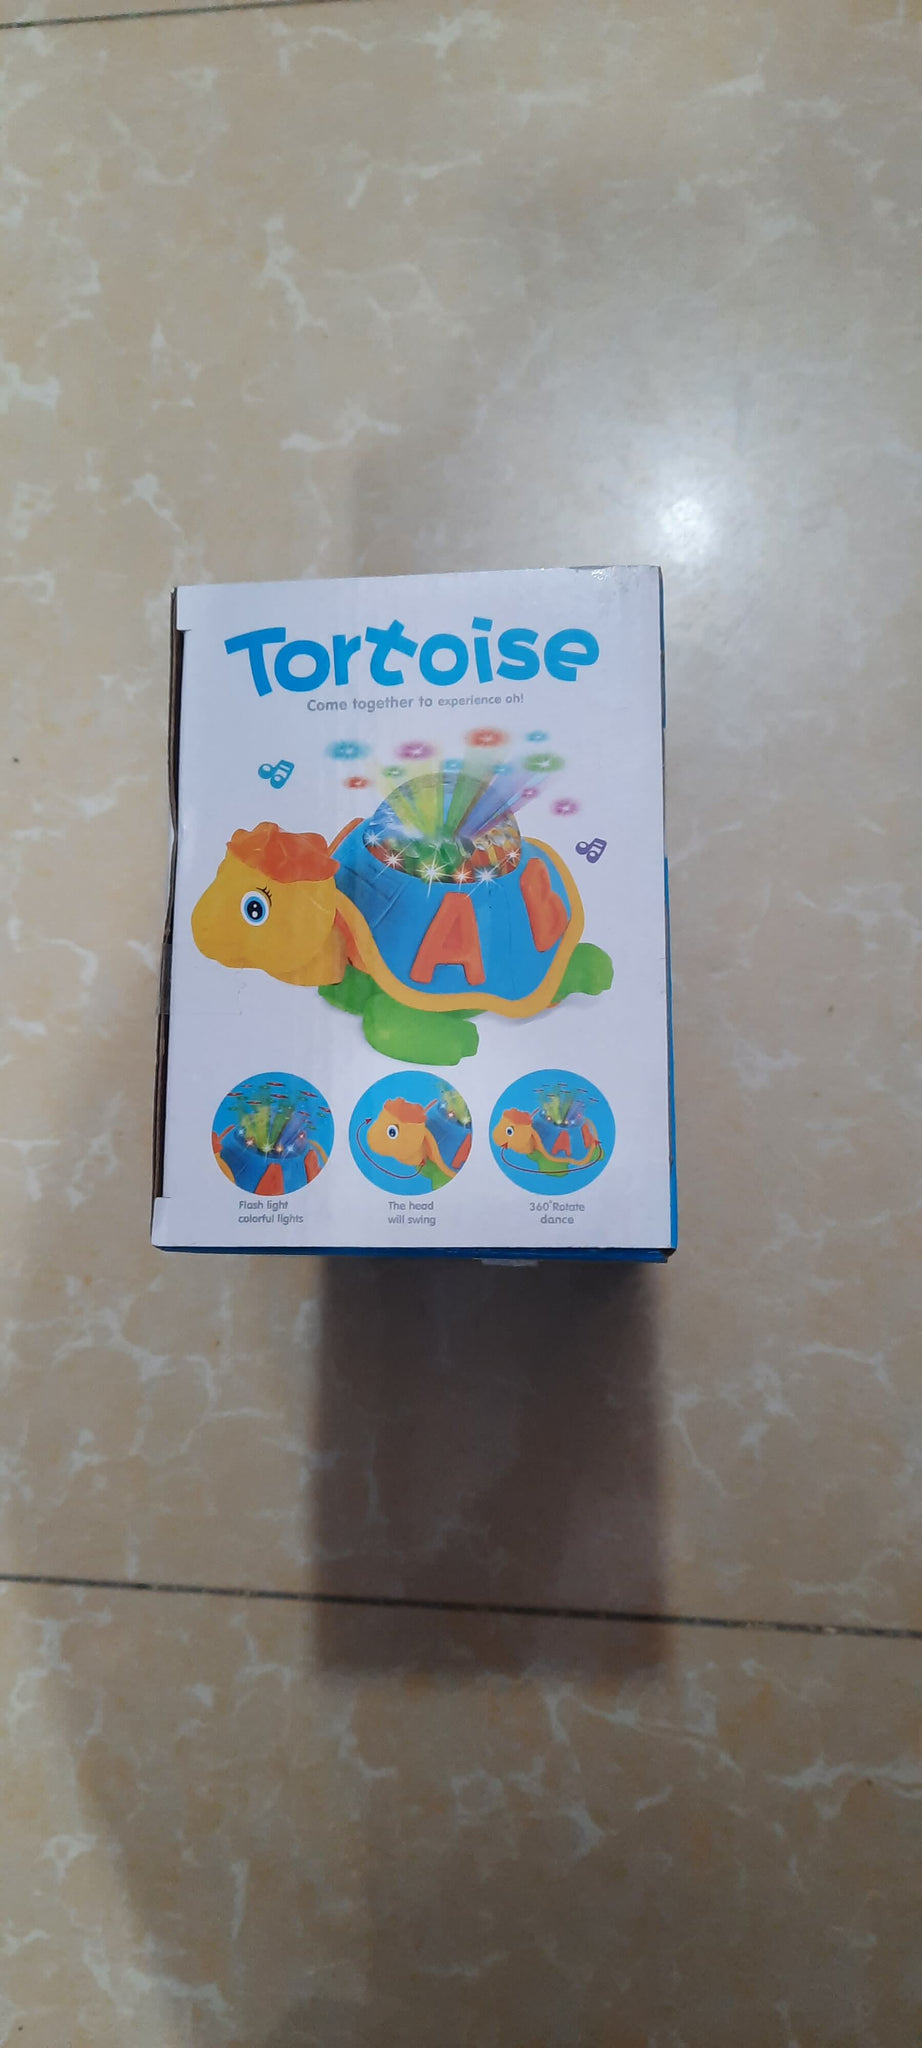 Tortoise
Come together to experience oh!
A B
Flash light
colorful lights
The head
will swing
360°Rotate
dance